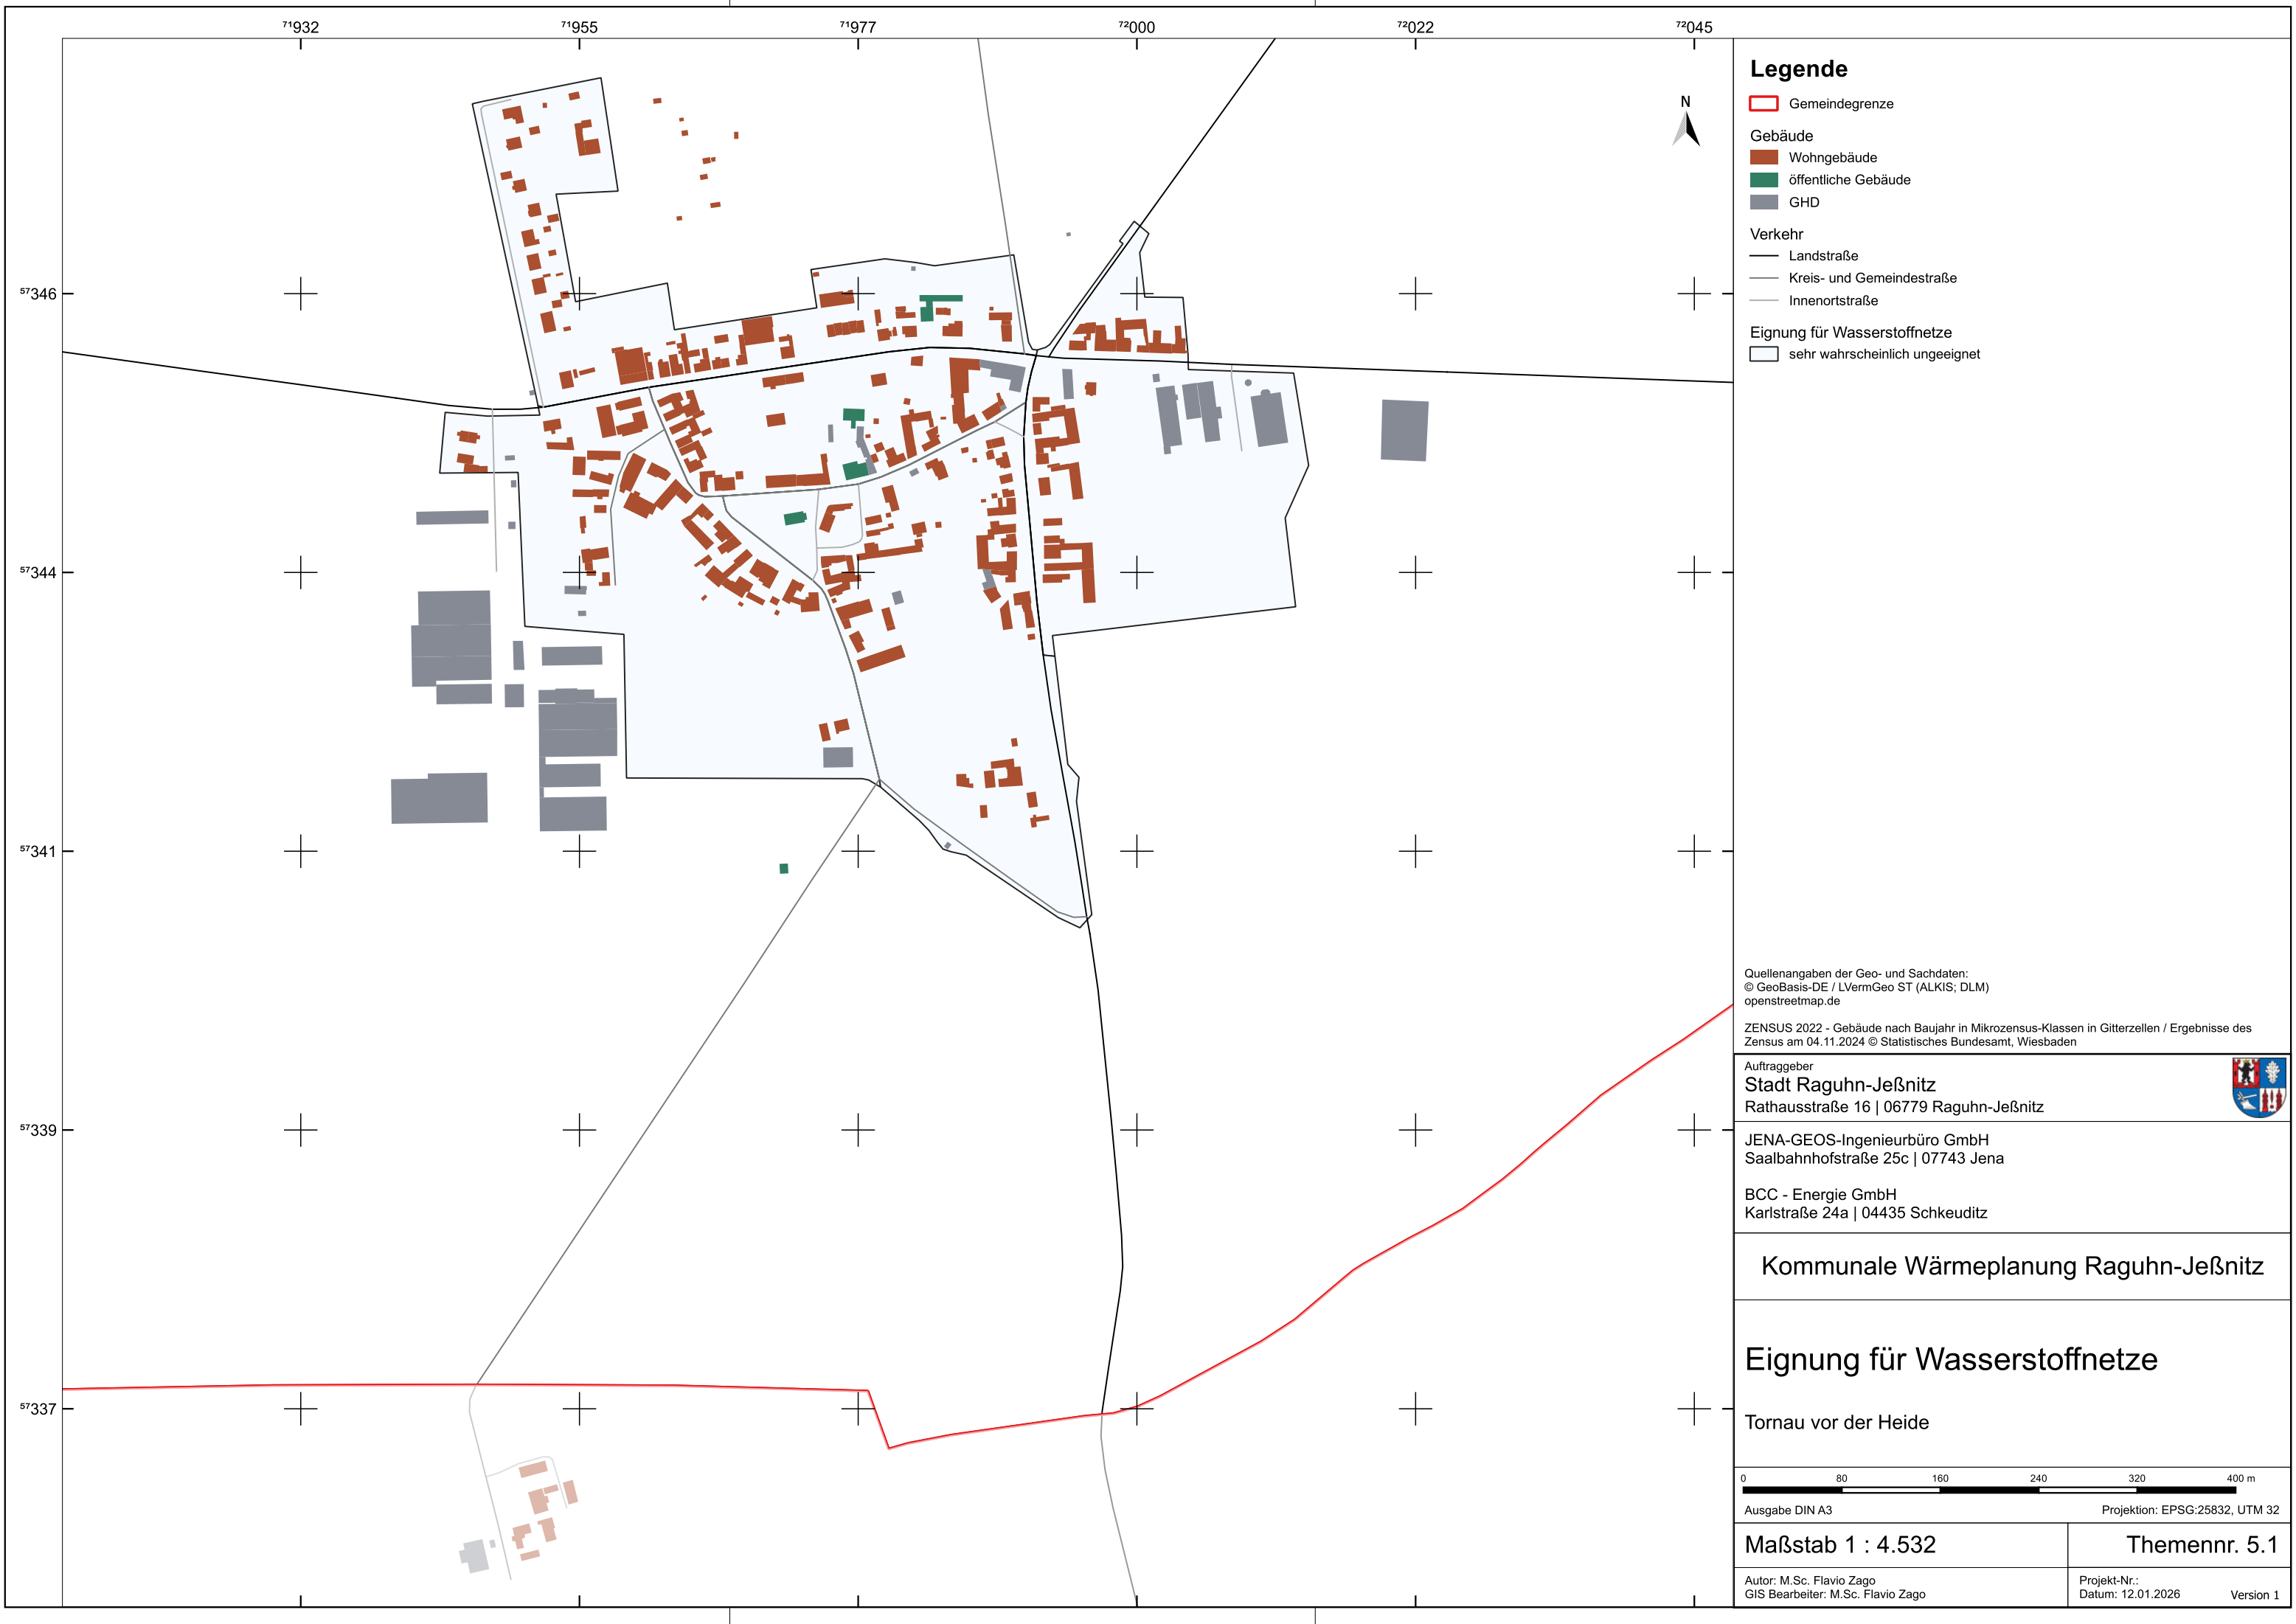 ⁷¹932
⁷¹955
⁷¹977
⁷²000
⁷²022
⁷²045
⁵⁷346
⁵⁷344
⁵⁷341
⁵⁷339
⁵⁷337
N
Legende
Gemeindegrenze
Gebäude
Wohngebäude
öffentliche Gebäude
GHD
Verkehr
Landstraße
Kreis- und Gemeindestraße
Innenortstraße
Eignung für Wasserstoffnetze
sehr wahrscheinlich ungeeignet
Quellenangaben der Geo- und Sachdaten:
© GeoBasis-DE / LVermGeo ST (ALKIS; DLM)
openstreetmap.de
ZENSUS 2022 - Gebäude nach Baujahr in Mikrozensus-Klassen in Gitterzellen / Ergebnisse des
Zensus am 04.11.2024 © Statistisches Bundesamt, Wiesbaden
Auftraggeber
Stadt Raguhn-Jeßnitz
Rathausstraße 16 | 06779 Raguhn-Jeßnitz
JENA-GEOS-Ingenieurbüro GmbH
Saalbahnhofstraße 25c | 07743 Jena
BCC - Energie GmbH
Karlstraße 24a | 04435 Schkeuditz
Kommunale Wärmeplanung Raguhn-Jeßnitz
Eignung für Wasserstoffnetze
Tornau vor der Heide
0 80 160 240 320 400 m
Ausgabe DIN A3 Projektion: EPSG:25832, UTM 32
Maßstab 1 : 4.532 Themennr. 5.1
Autor: M.Sc. Flavio Zago
GIS Bearbeiter: M.Sc. Flavio Zago
Projekt-Nr.:
Datum: 12.01.2026 Version 1